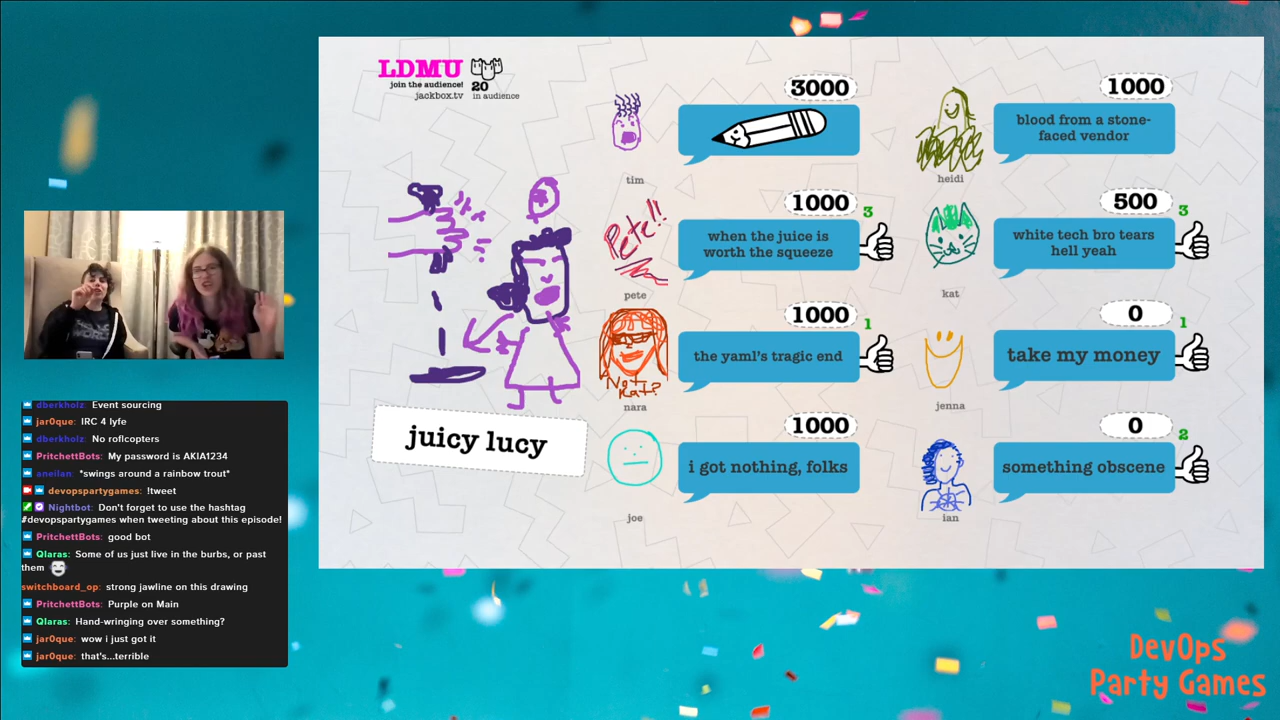 LDMU
join the audience!
jackbox.tv
20
in audience
3000
tim
1000
blood from a stone-
faced vendor
heidi
Pete!!
1000
3
when the juice is
worth the squeeze
pete
500
3
white tech bro tears
hell yeah
kat
1000
1
the yaml's tragic end
Not
Kat?
nara
0
1
take my money
jenna
juicy lucy
1000
i got nothing, folks
joe
0
2
something obscene
ian
dberkholz: Event sourcing
jar0que: IRC 4 lyfe
dberkholz: No roflcopters
PritchettBots: My password is AKIA1234
aneilan: *swings around a rainbow trout*
devopspartygames: !tweet
Nightbot: Don't forget to use the hashtag
#devopspartygames when tweeting about this episode!
PritchettBots: good bot
Qlaras: Some of us just live in the burbs, or past
them
switchboard_op: strong jawline on this drawing
PritchettBots: Purple on Main
Qlaras: Hand-wringing over something?
jar0que: wow i just got it
jar0que: that's...terrible
DevOps
Party Games